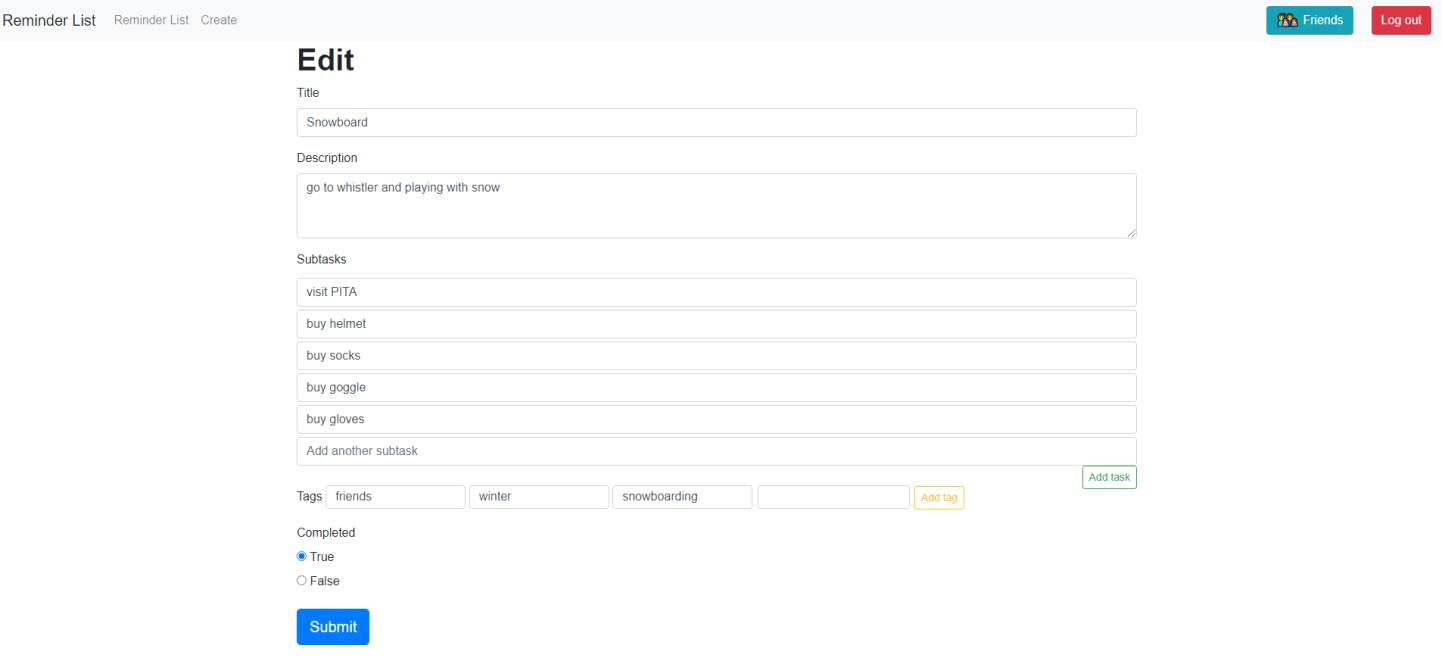 Reminder List Reminder List Create Friends Log out
Edit
Title
Snowboard
Description
go to whistler and playing with snow
Subtasks
visit PITA
buy helmet
buy socks
buy goggle
buy gloves
Add another subtask
Add task
Tags friends winter snowboarding Add tag
Completed
True
False
Submit